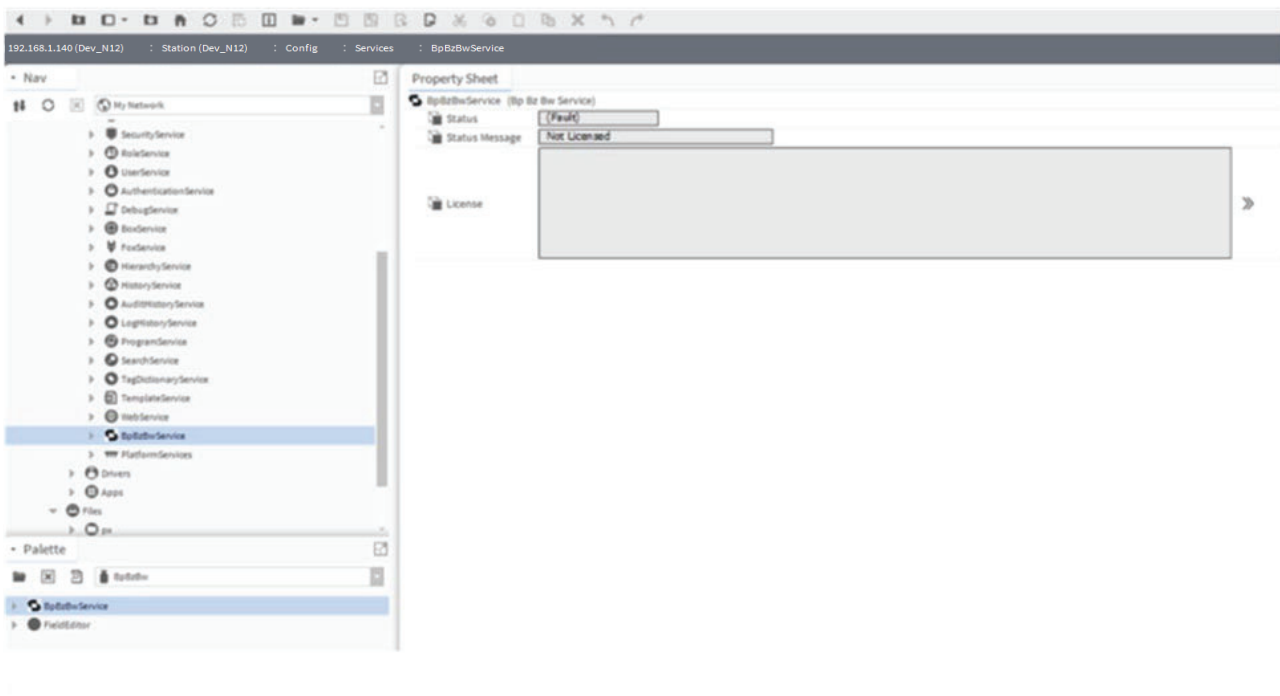 192.168.1.140 (Dev_N12) : Station (Dev_N12) : Config : Services : BpBzBwService
Nav
My Network
SecurityService
RoleService
UserService
AuthenticationService
DebugService
BoxService
FoxService
HierarchyService
HistoryService
AuditHistoryService
LogHistoryService
ProgramService
SearchService
TagDictionaryService
TemplateService
WebService
BpBzBwService
PlatformServices
Drivers
Apps
Files
px
Palette
BpBzBw
BpBzBwService
FieldEditor
Property Sheet
BpBzBwService (Bp Bz Bw Service)
Status (Fault)
Status Message Not Licensed
License